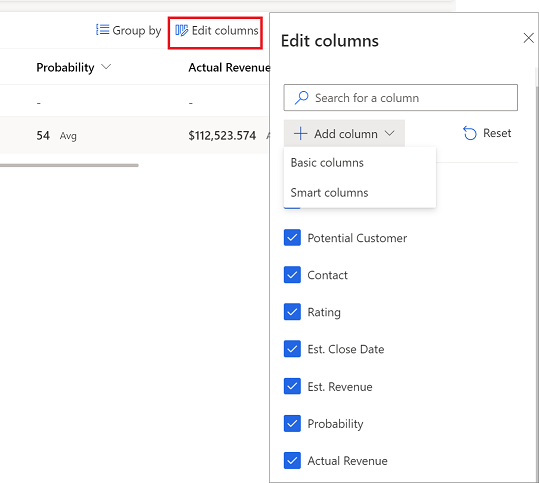 Group by
Edit columns
Probability
Actual Revenue
-
-
54 Avg
$112,523.574
Edit columns
Search for a column
Add column
Reset
Basic columns
Smart columns
Potential Customer
Contact
Rating
Est. Close Date
Est. Revenue
Probability
Actual Revenue